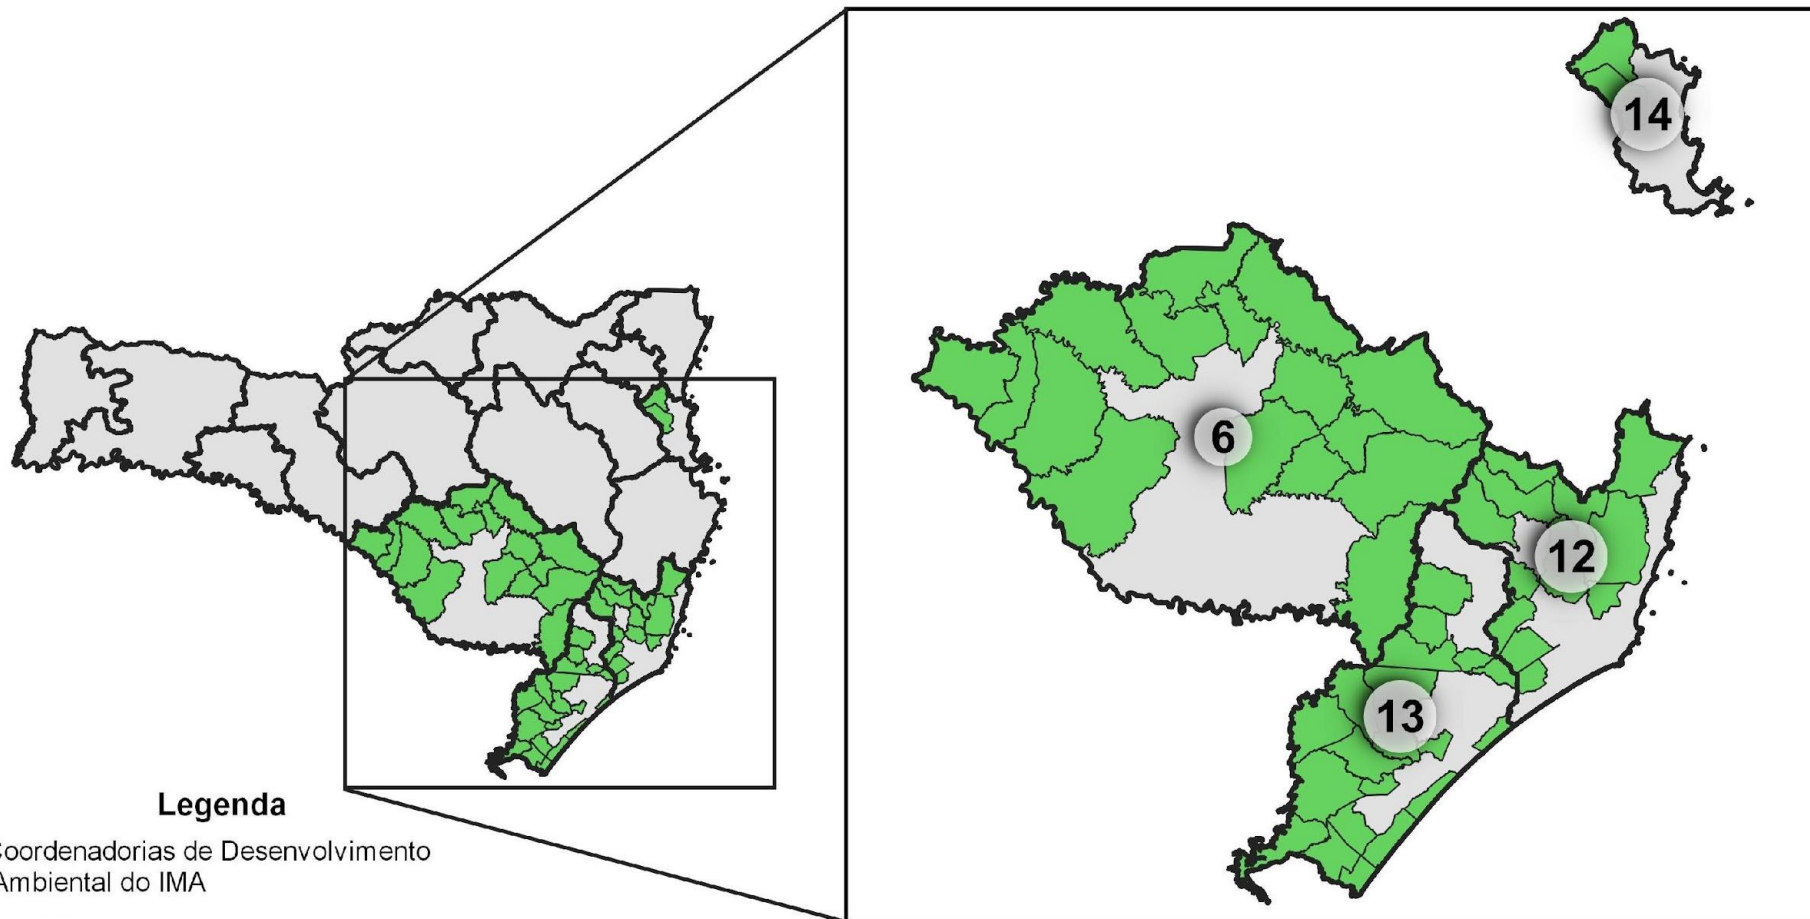 14
6
12
13
Legenda
Coordenadorias de Desenvolvimento
Ambiental do IMA